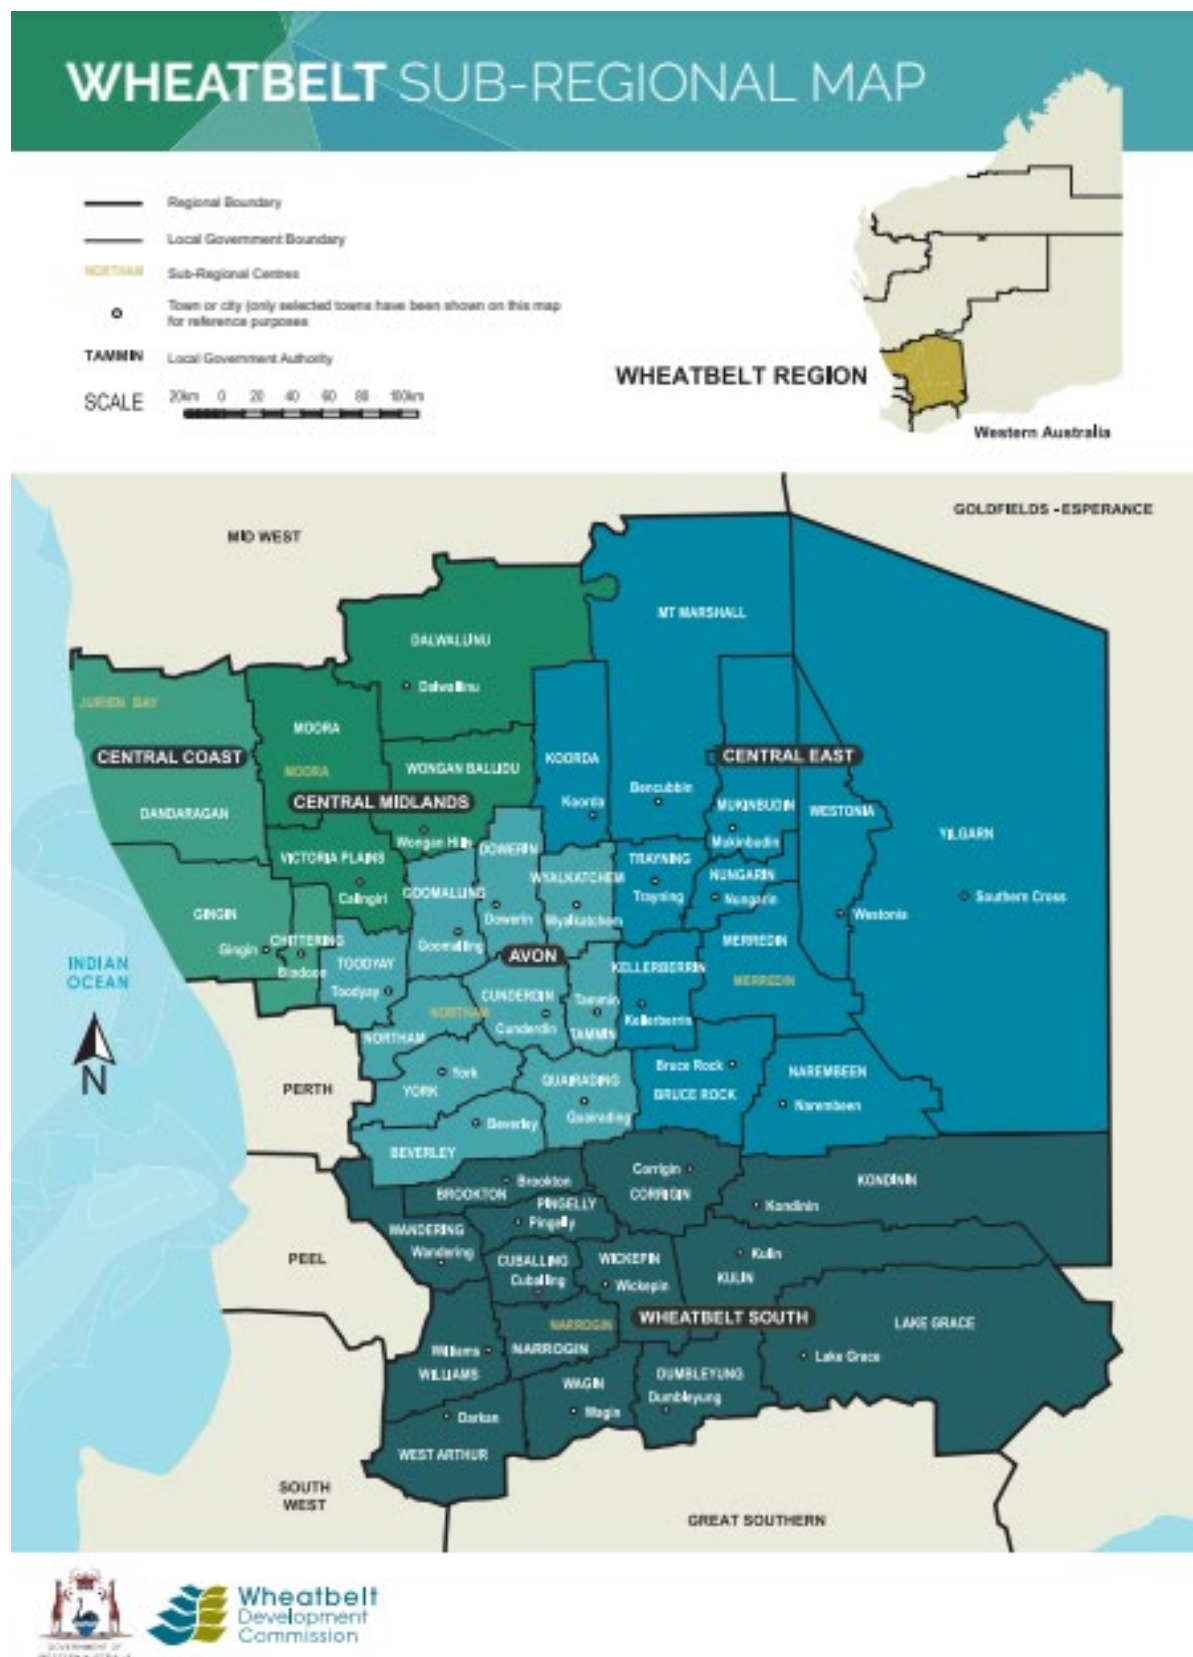 WHEATBELT SUB-REGIONAL MAP
Regional Boundary
Local Government Boundary
NORTHAM
Sub-Regional Centres
Town or city (only selected towns have been shown on this map
for reference purposes
TAMMIN
Local Government Authority
SCALE
20km 0 20 40 60 80 100km
WHEATBELT REGION
Western Australia
GOLDFIELDS - ESPERANCE
MID WEST
MT MARSHALL
DALWALLINU
Dalwallinu
JURIEN BAY
MOORA
CENTRAL COAST
KOORDA
CENTRAL EAST
MOORA
WONGAN BALLIDU
Bencubbin
CENTRAL MIDLANDS
Koorda
MUKINBUDIN
WESTONIA
DANDARAGAN
YILGARN
Wongan Hills
DOWERIN
Mukinbudin
VICTORIA PLAINS
TRAYNING
WYALKATCHEM
NUNGARIN
Calingiri
GOOMALLING
Trayning
Nungarin
Southern Cross
GINGIN
Dowerin
Wyalkatchem
Westonia
CHITTERING
Gingin
Goomalling
MERREDIN
Bindoon
TOODYAY
AVON
KELLERBERRIN
INDIAN
OCEAN
Toodyay
CUNDERDIN
Tammin
MERREDIN
NORTHAM
Cunderdin
TAMMIN
Kellerberrin
NORTHAM
N
PERTH
York
YORK
QUAIRADING
Bruce Rock
NAREMBEEN
BRUCE ROCK
Narembeen
Beverley
Quairading
BEVERLEY
Corrigin
Brookton
BROOKTON
CORRIGIN
KONDININ
PINGELLY
Kondinin
Pingelly
WANDERING
Wandering
PEEL
CUBALLING
WICKEPIN
Kulin
Cuballing
Wickepin
KULIN
NARROGIN
WHEATBELT SOUTH
LAKE GRACE
Williams
NARROGIN
Lake Grace
WILLIAMS
WAGIN
DUMBLEYUNG
Dumbleyung
Darkan
Wagin
WEST ARTHUR
SOUTH
WEST
GREAT SOUTHERN
GOVERNMENT OF
WESTERN AUSTRALIA
Wheatbelt
Development
Commission